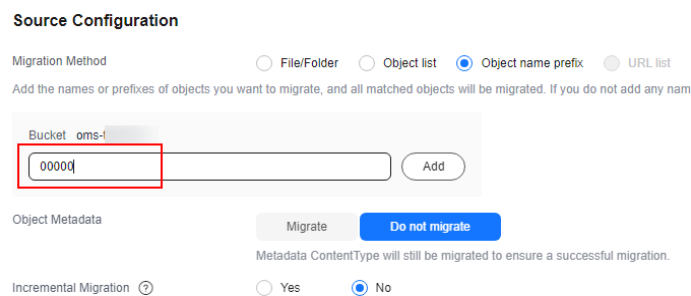 Source Configuration
Migration Method File/Folder Object list Object name prefix URL list
Add the names or prefixes of objects you want to migrate, and all matched objects will be migrated. If you do not add any nam
Bucket oms-
00000 Add
Object Metadata Migrate Do not migrate
Metadata ContentType will still be migrated to ensure a successful migration.
Incremental Migration ? Yes No